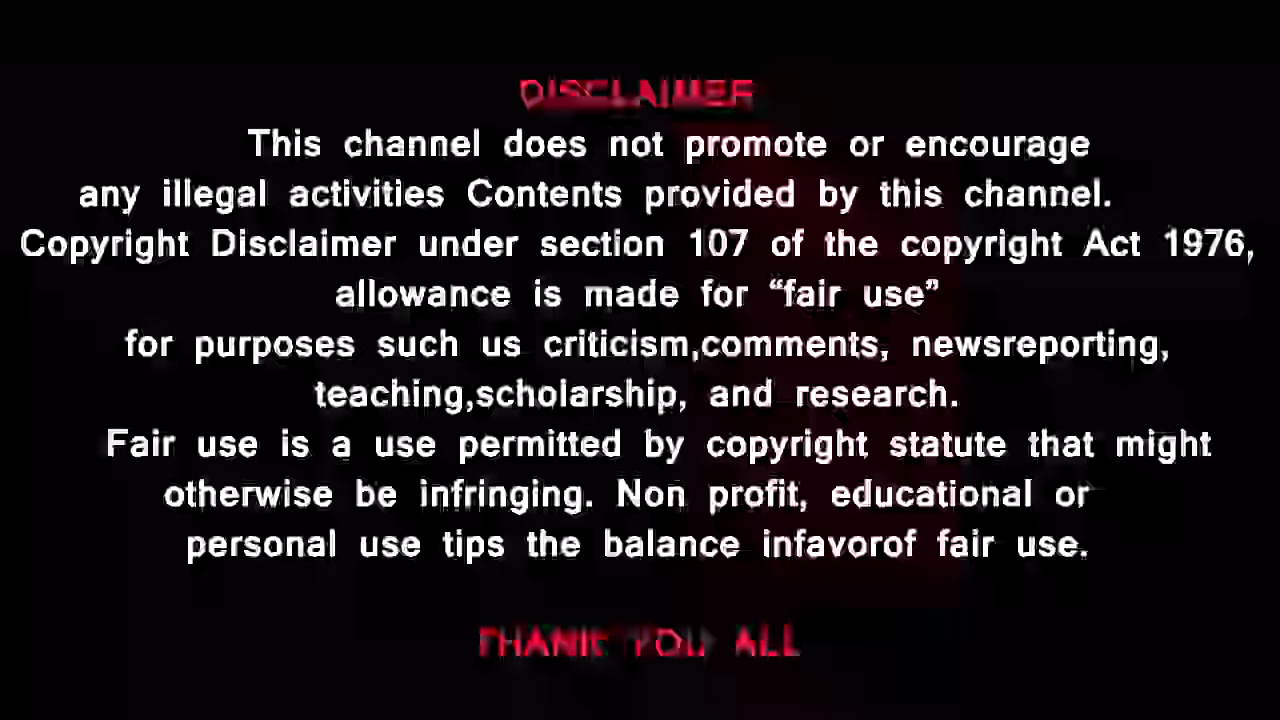 DISCLAIMER
This channel does not promote or encourage
any illegal activities Contents provided by this channel.
Copyright Disclaimer under section 107 of the copyright Act 1976,
allowance is made for “fair use”
for purposes such us criticism,comments, newsreporting,
teaching,scholarship, and research.
Fair use is a use permitted by copyright statute that might
otherwise be infringing. Non profit, educational or
personal use tips the balance infavorof fair use.
THANK YOU ALL